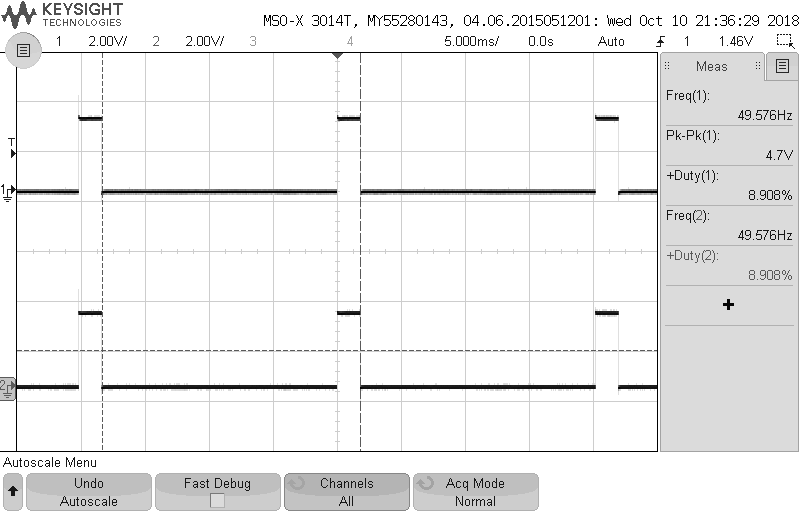 KEYSIGHT
TECHNOLOGIES
MSO-X 3014T, MY55280143, 04.06.2015051201: Wed Oct 10 21:36:29 2018
1 2.00V/ 2 2.00V/ 3 4 5.000ms/ 0.0s Auto 1 1.46V
Meas
Freq(1):
49.576Hz
Pk-Pk(1):
4.7V
+Duty(1):
8.908%
Freq(2):
49.576Hz
+Duty(2):
8.908%
T
1
2
Autoscale Menu
Undo
Autoscale
Fast Debug
Channels
All
Acq Mode
Normal